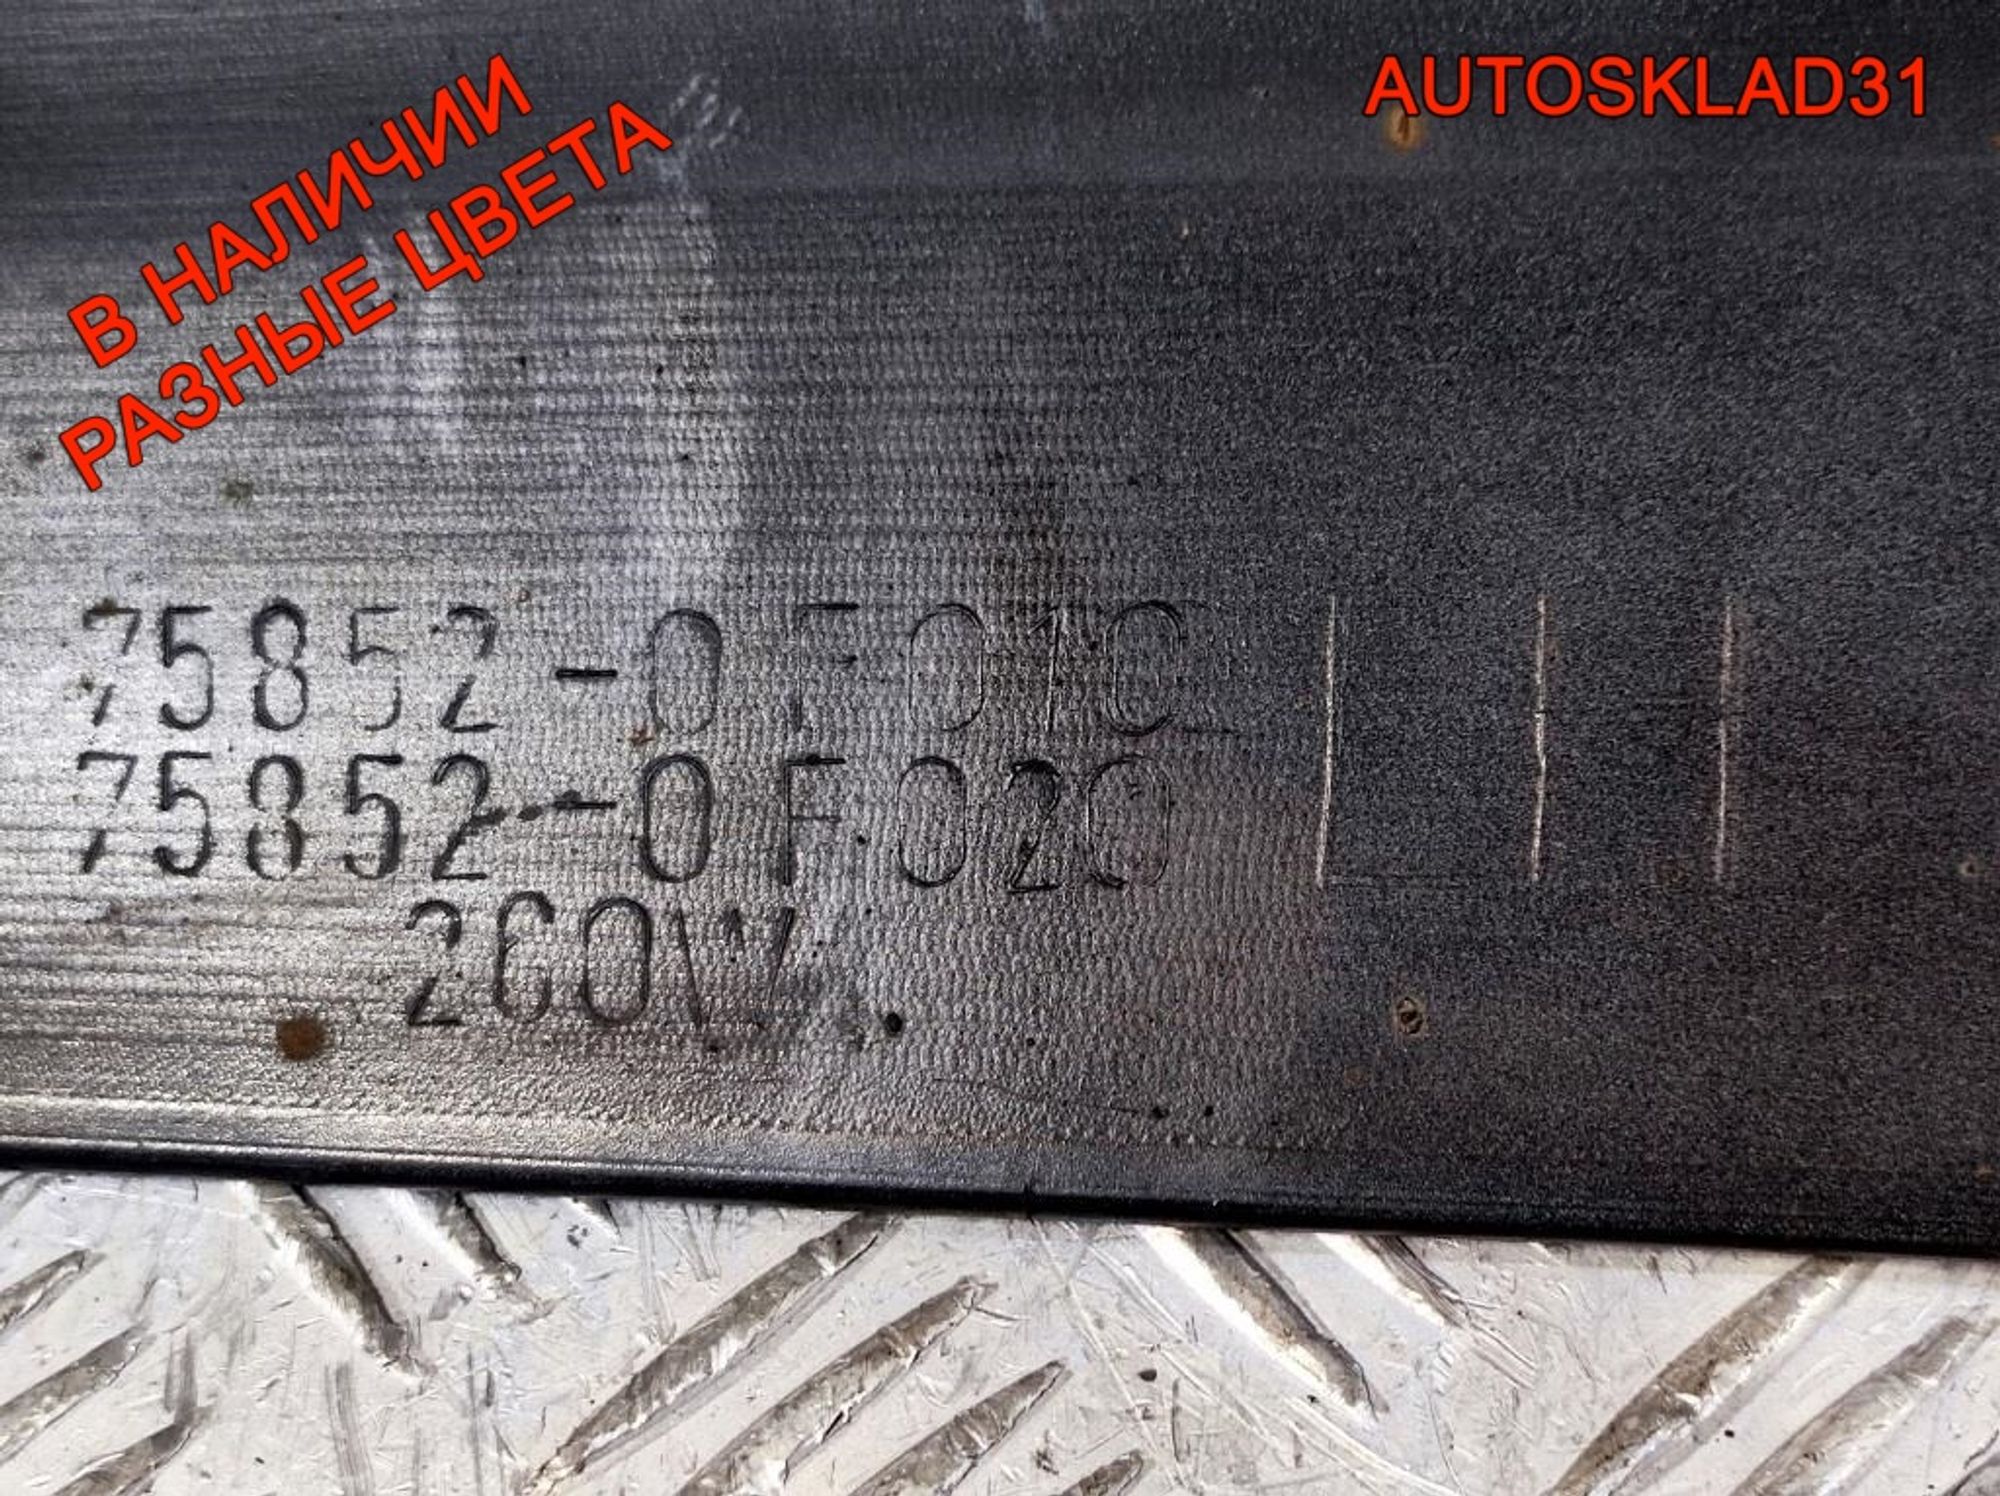 AUTOSKLAD31
В НАЛИЧИИ
РАЗНЫЕ ЦВЕТА
75852-0F010
75852-0F020
260W